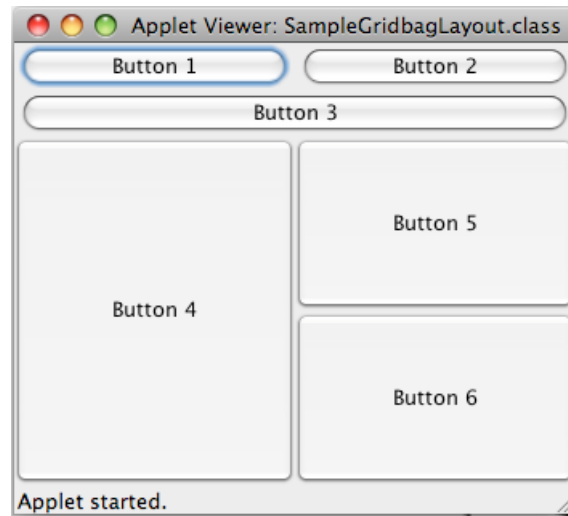 Applet Viewer: SampleGridbagLayout.class
Button 1
Button 2
Button 3
Button 4
Button 5
Button 6
Applet started.